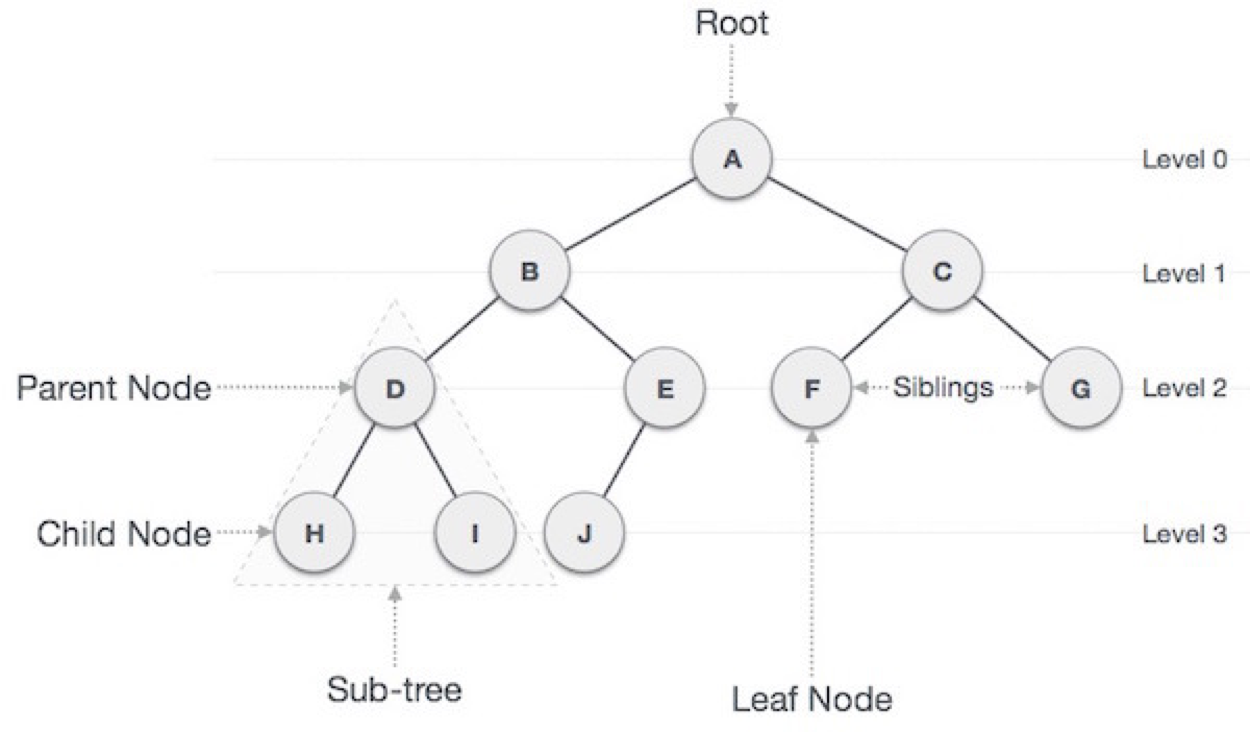 Root
A
Level 0
B
C
Level 1
Parent Node
D
E
F
Siblings
G
Level 2
Child Node
H
I
J
Level 3
Sub-tree
Leaf Node